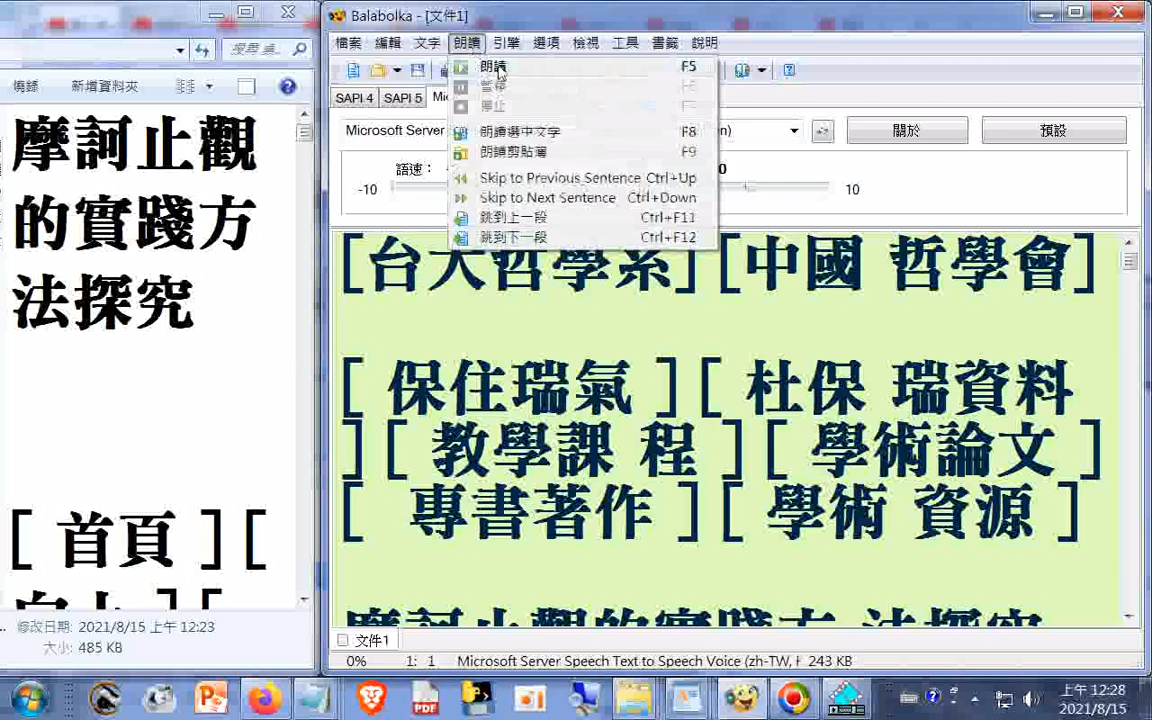 Balabolka - [文件1]
檔案 編輯 文字 朗讀 引擎 選項 檢視 工具 書籤 說明
朗讀 F5
暫停 F6
停止 F7
朗讀選中文字 F8
朗讀剪貼簿 F9
Skip to Previous Sentence Ctrl+Up
Skip to Next Sentence Ctrl+Down
跳到上一段 Ctrl+F11
跳到下一段 Ctrl+F12
SAPI 4 SAPI 5
Microsoft Server
關於 預設
語速：
-10
0
10
燒錄 新增資料夾
摩訶止觀
的實踐方
法探究
[ 首頁 ] [
修改日期: 2021/8/15 上午 12:23
大小: 485 KB
[台大哲學系] [中國 哲學會]
[ 保住瑞氣 ] [ 杜保 瑞資料
] [ 教學課 程 ] [ 學術論文 ]
[ 專書著作 ] [ 學術 資源 ]
摩訶止觀的實踐方 法探究
文件1
0% 1: 1 Microsoft Server Speech Text to Speech Voice (zh-TW, 243 KB
上午 12:28
2021/8/15